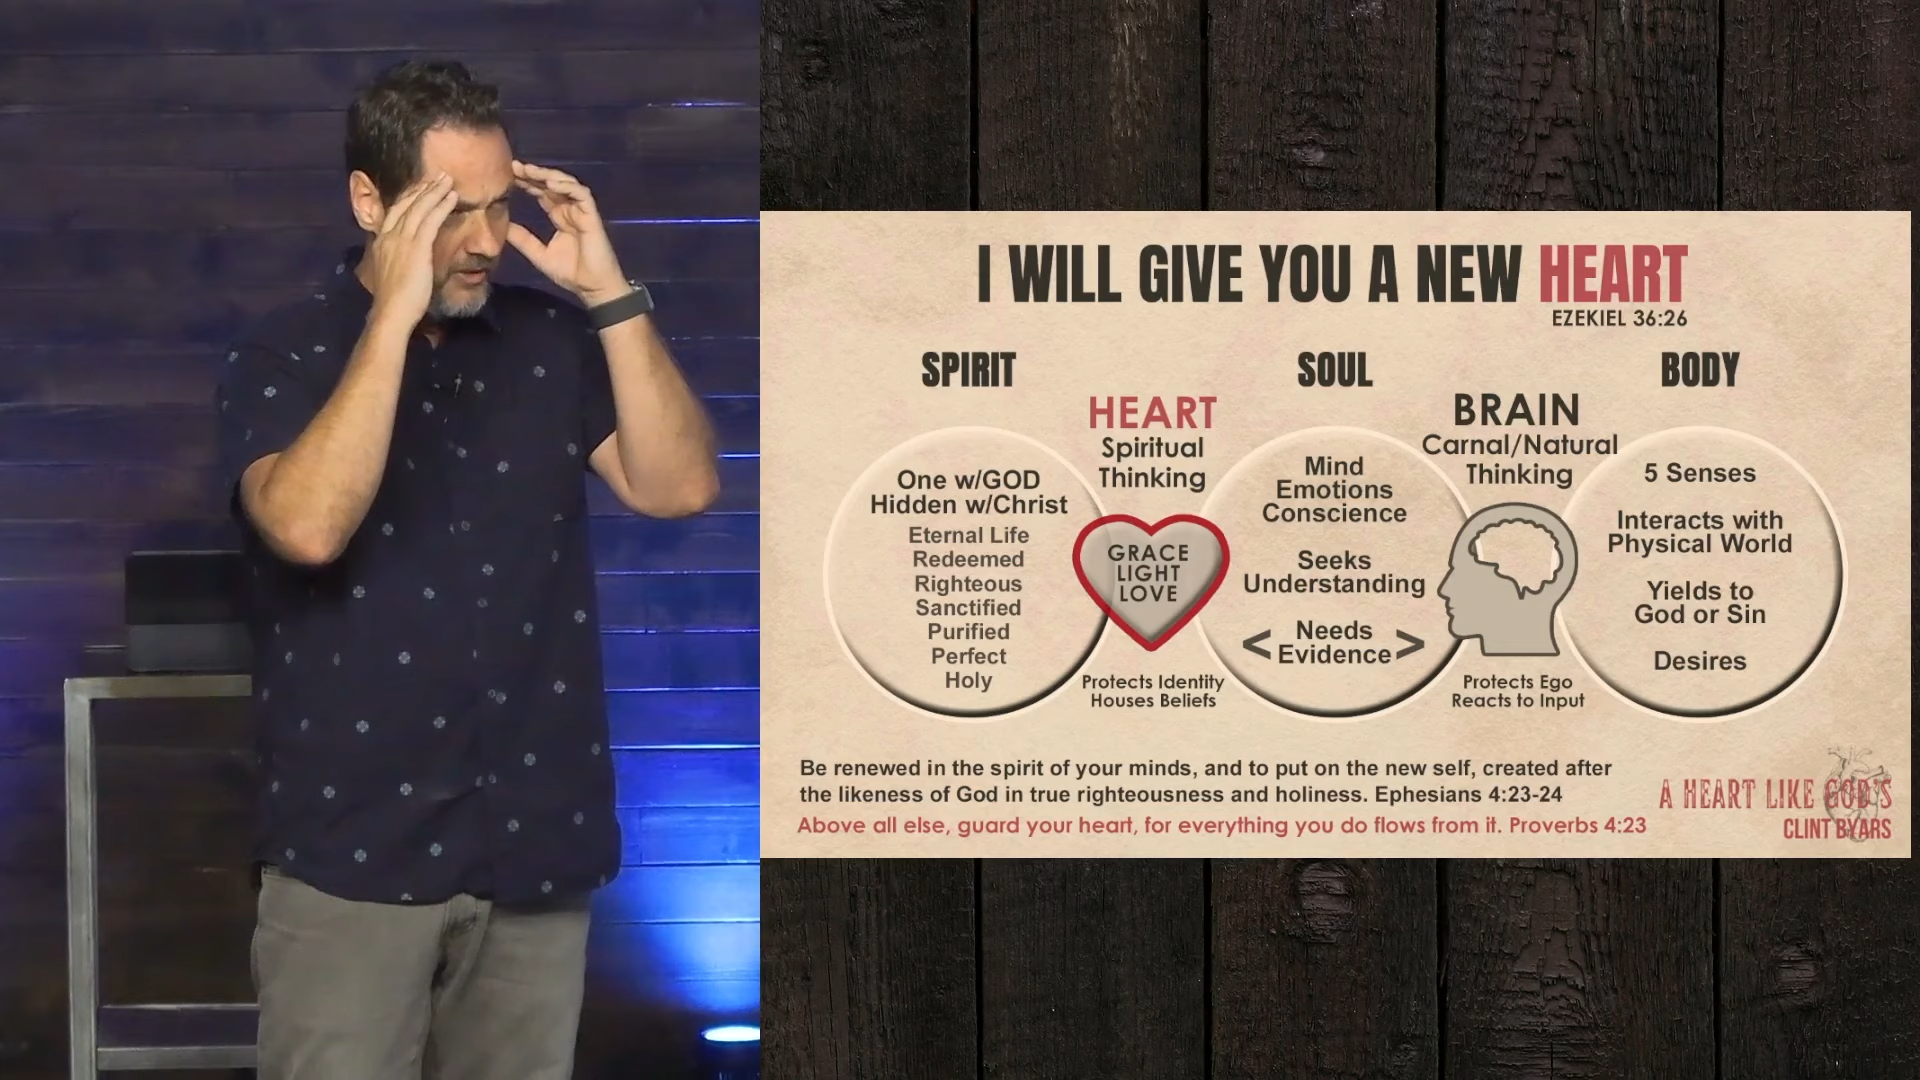 I WILL GIVE YOU A NEW HEART
EZEKIEL 36:26
SPIRIT
One w/GOD
Hidden w/Christ
Eternal Life
Redeemed
Righteous
Sanctified
Purified
Perfect
Holy
HEART
Spiritual
Thinking
GRACE
LIGHT
LOVE
Protects Identity
Houses Beliefs
SOUL
Mind
Emotions
Conscience
Seeks
Understanding
< Needs >
Evidence
BRAIN
Carnal/Natural
Thinking
Protects Ego
Reacts to Input
BODY
5 Senses
Interacts with
Physical World
Yields to
God or Sin
Desires
Be renewed in the spirit of your minds, and to put on the new self, created after
the likeness of God in true righteousness and holiness. Ephesians 4:23-24
Above all else, guard your heart, for everything you do flows from it. Proverbs 4:23
A HEART LIKE GOD'S
CLINT BYARS